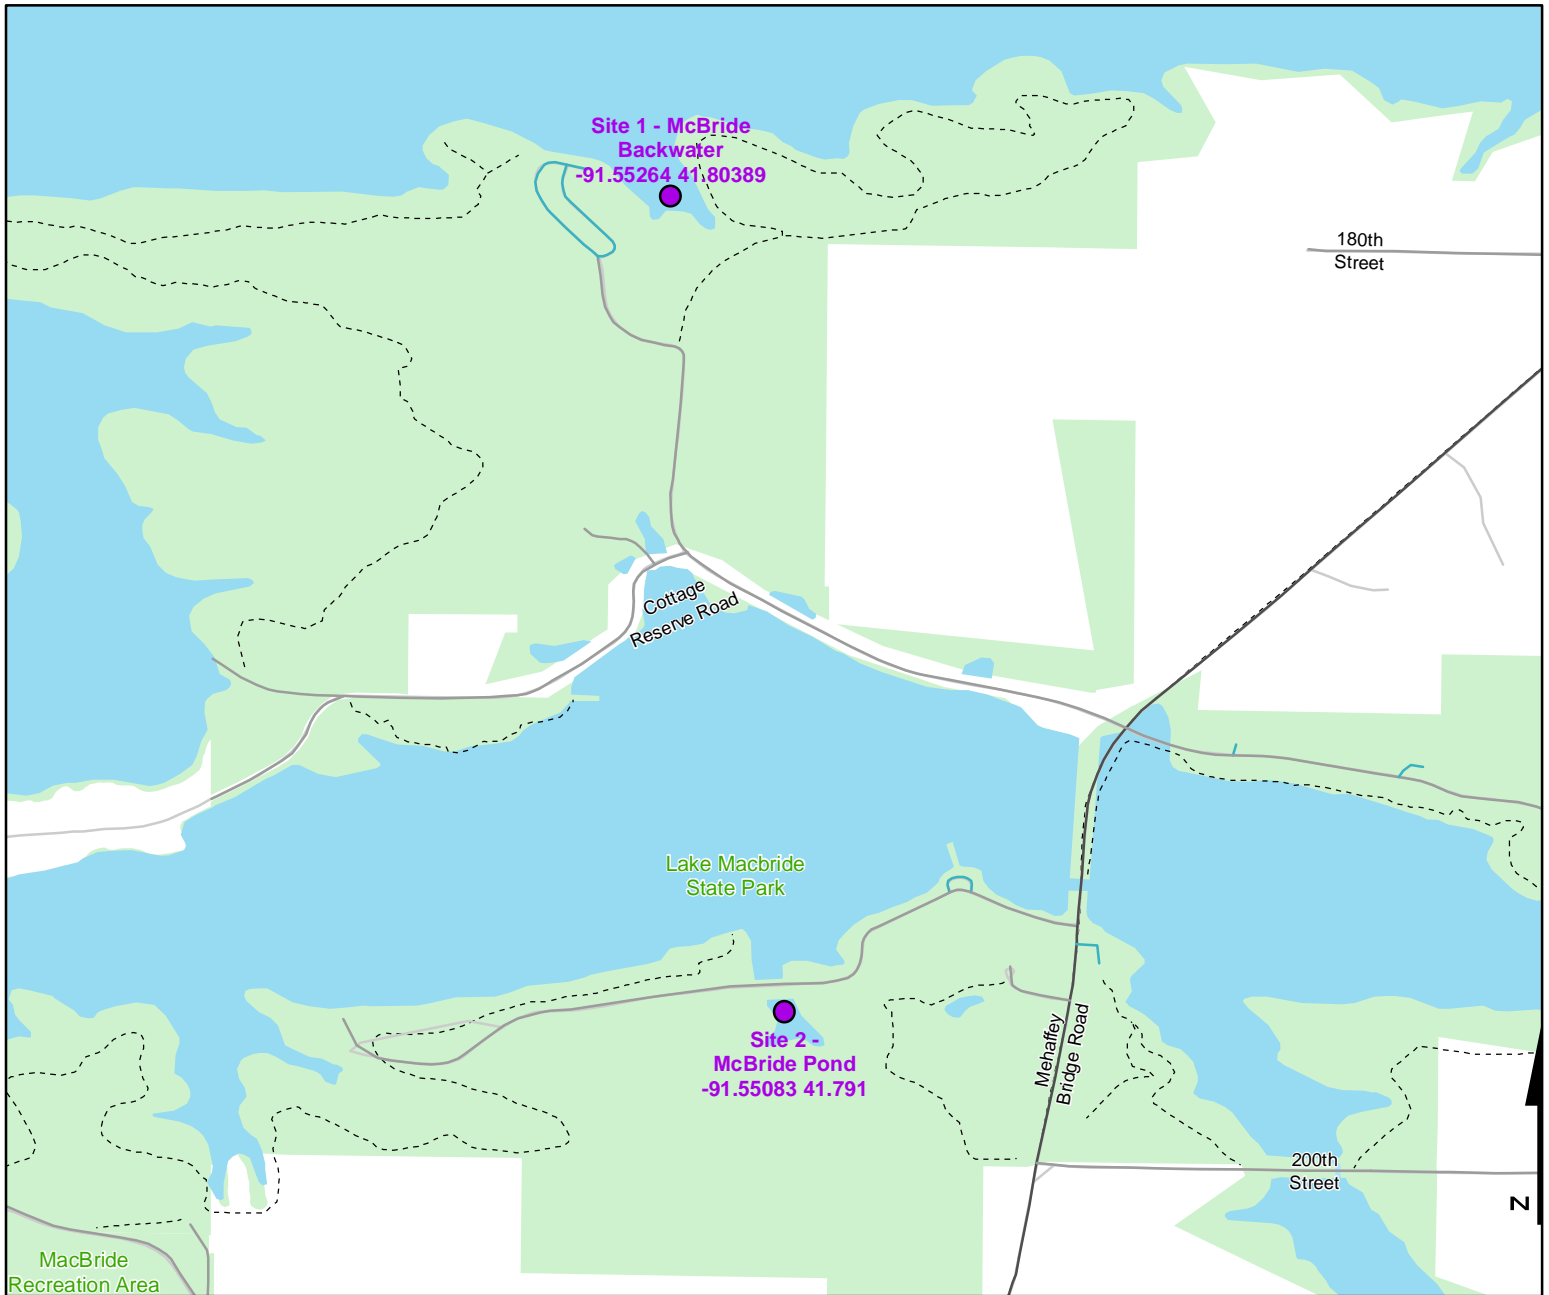 Site 1 - McBride
Backwater
-91.55264 41.80389
180th
Street
Cottage
Reserve Road
Lake Macbride
State Park
Site 2 -
McBride Pond
-91.55083 41.791
Mehaffey
Bridge Road
200th
Street
N
MacBride
Recreation Area